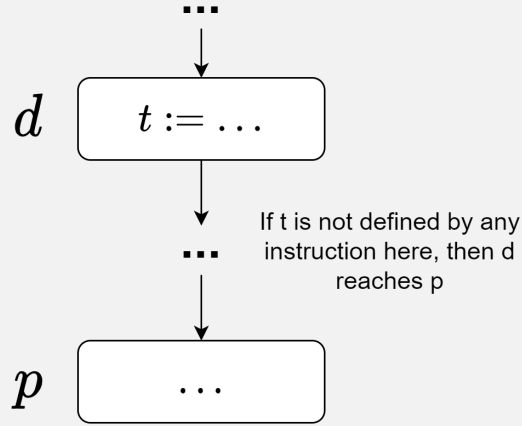 ...
d
t := ...
...
If t is not defined by any
instruction here, then d
reaches p
p
...